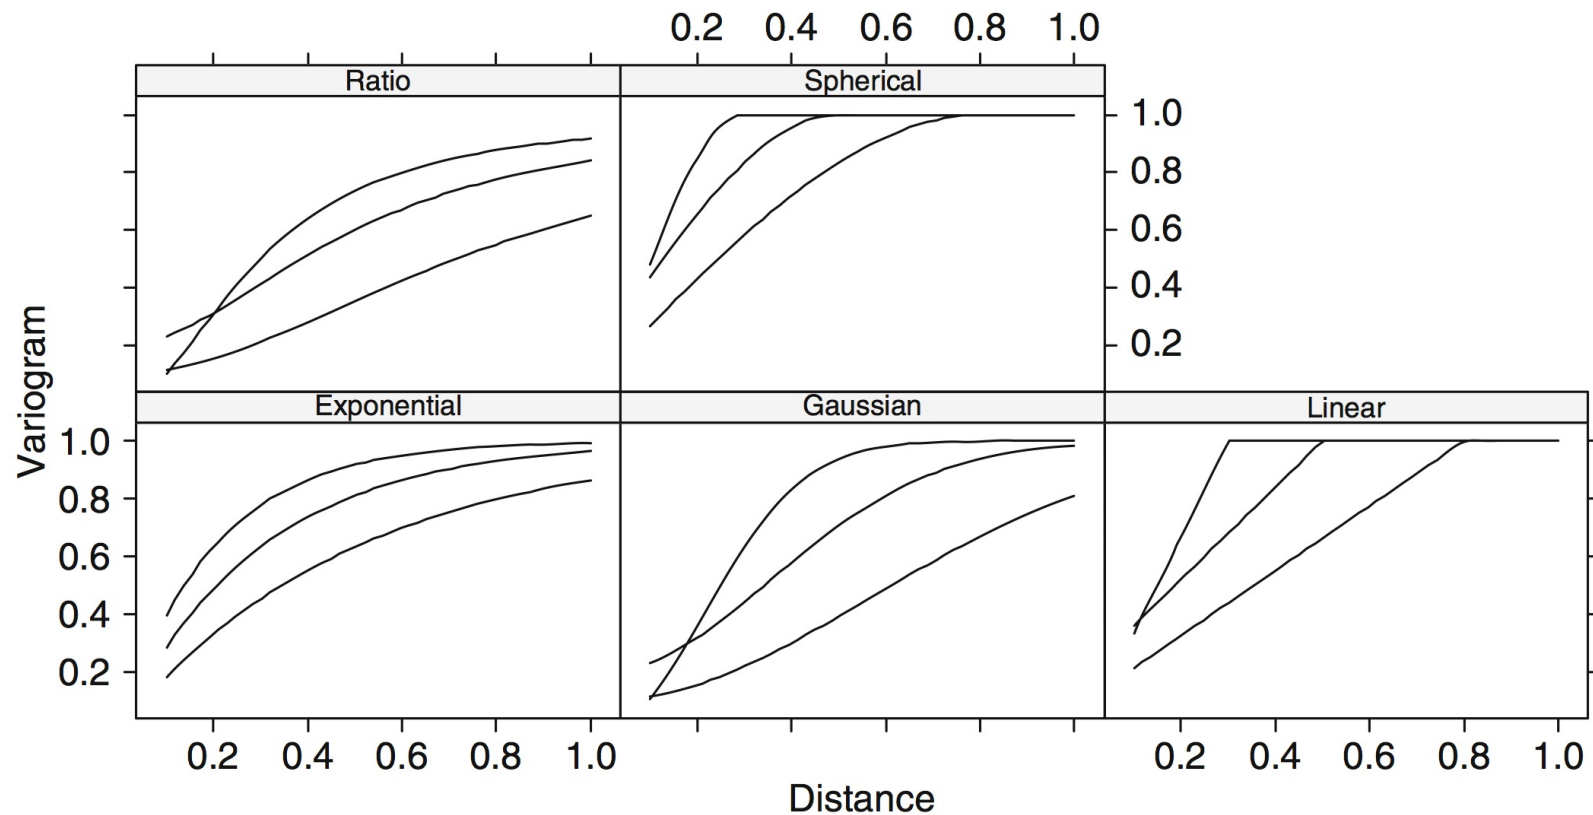 0.2 0.4 0.6 0.8 1.0
Ratio Spherical
1.0
0.8
0.6
0.4
0.2
Variogram
Exponential Gaussian Linear
1.0
0.8
0.6
0.4
0.2
0.2 0.4 0.6 0.8 1.0 0.2 0.4 0.6 0.8 1.0
Distance